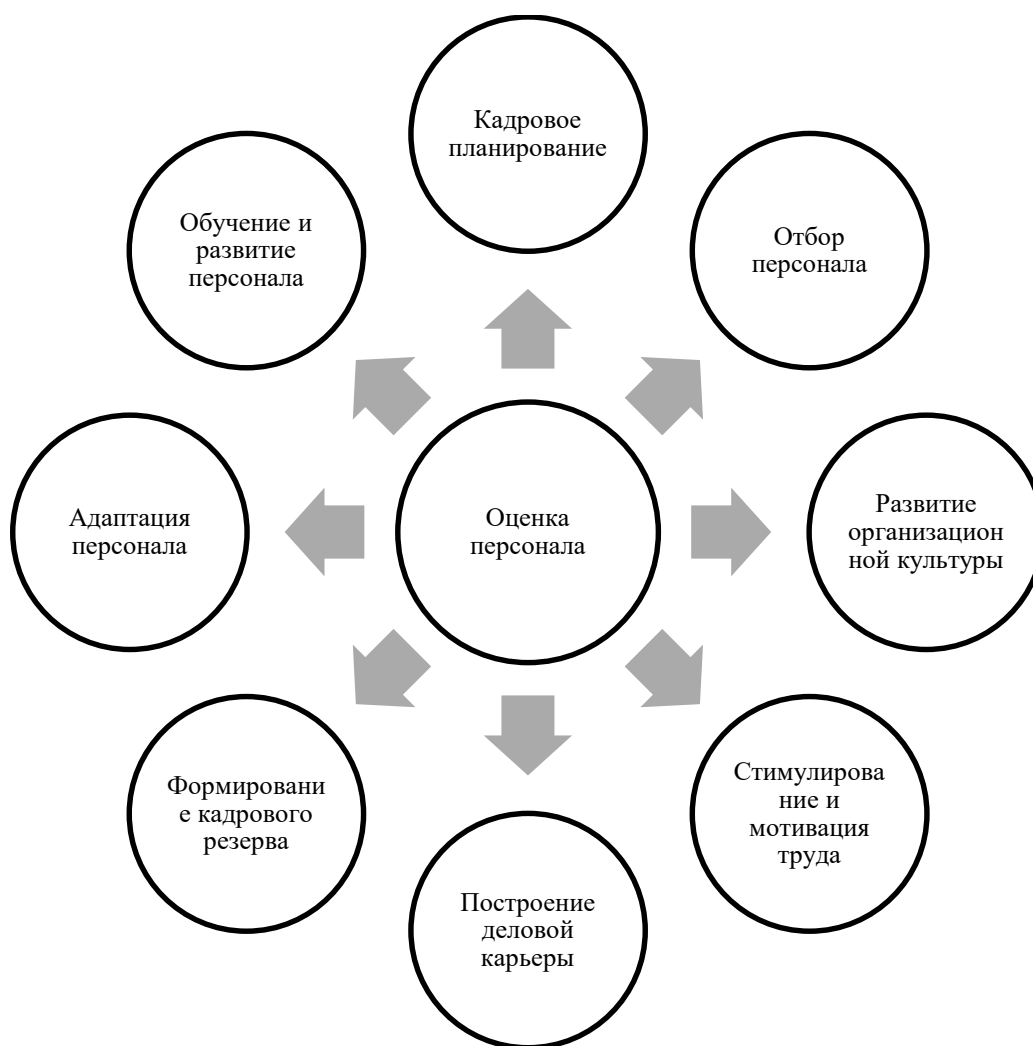 Кадровое
планирование
Обучение и
развитие
персонала
Отбор
персонала
Адаптация
персонала
Оценка
персонала
Развитие
организацион
ной культуры
Формировани
е кадрового
резерва
Стимулирова
ние и
мотивация
труда
Построение
деловой
карьеры